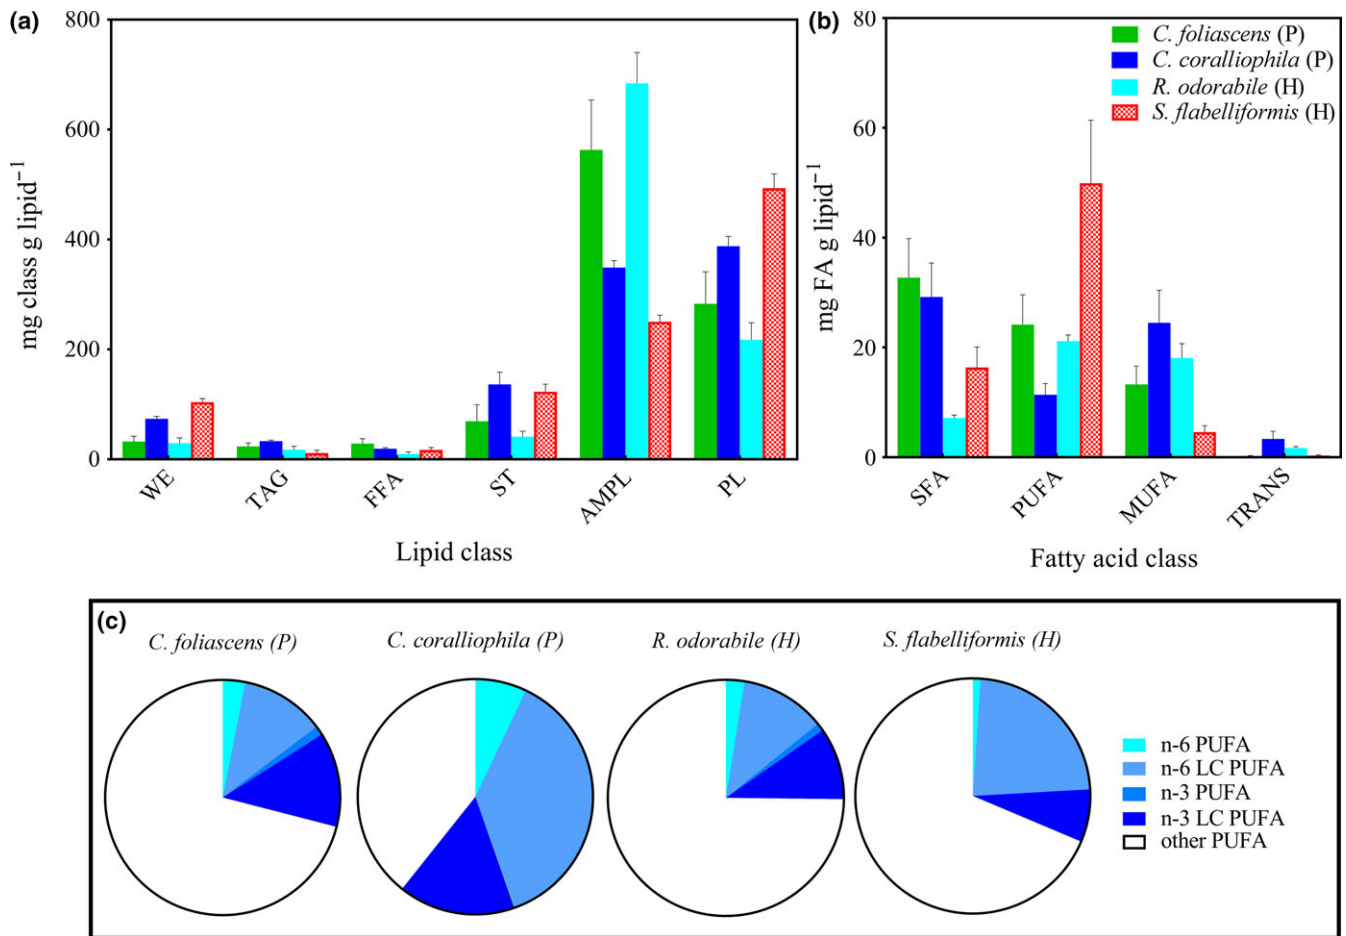 (a)
800
600
400
200
0
mg class g lipid⁻¹
WE
TAG
FFA
ST
AMPL
PL
Lipid class
(b)
80
60
40
20
0
mg FA g lipid⁻¹
C. foliascens (P)
C. coralliophila (P)
R. odorabile (H)
S. flabelliformis (H)
SFA
PUFA
MUFA
TRANS
Fatty acid class
(c)
C. foliascens (P)
C. coralliophila (P)
R. odorabile (H)
S. flabelliformis (H)
n-6 PUFA
n-6 LC PUFA
n-3 PUFA
n-3 LC PUFA
other PUFA